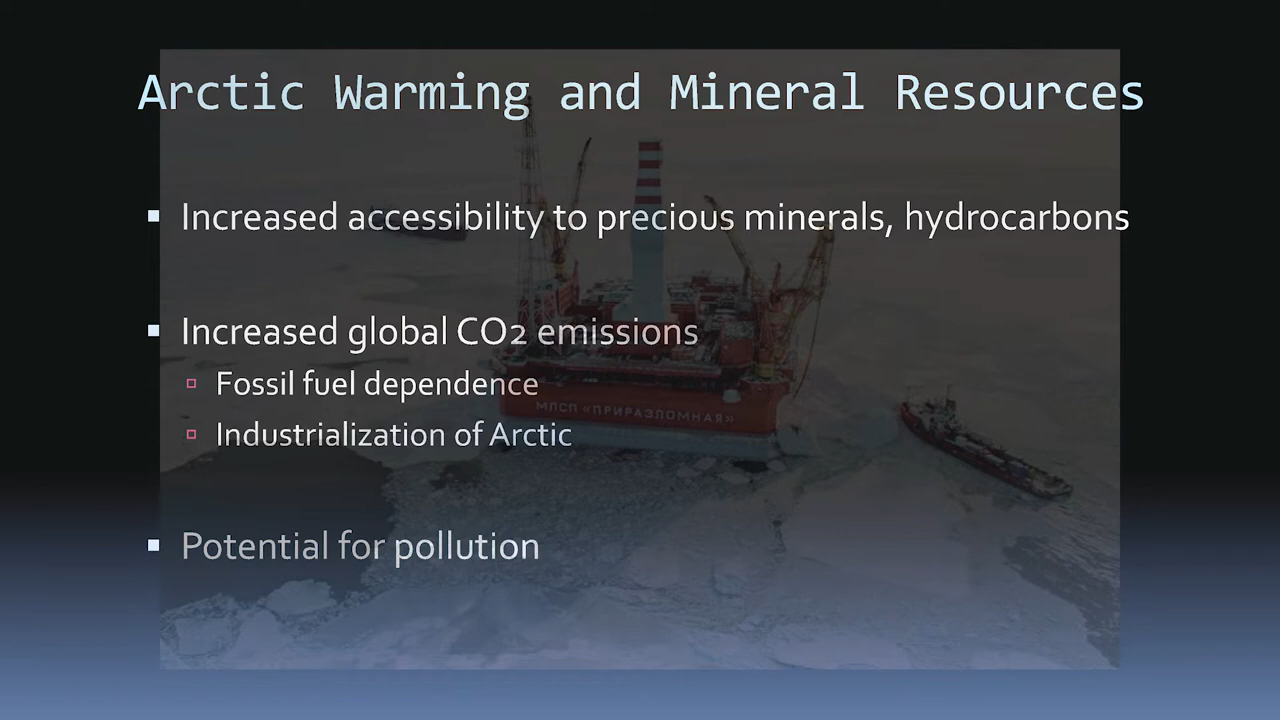 Arctic Warming and Mineral Resources
Increased accessibility to precious minerals, hydrocarbons
Increased global CO2 emissions
Fossil fuel dependence
МЛСП «ПРИРАЗЛОМНАЯ»
Industrialization of Arctic
Potential for pollution